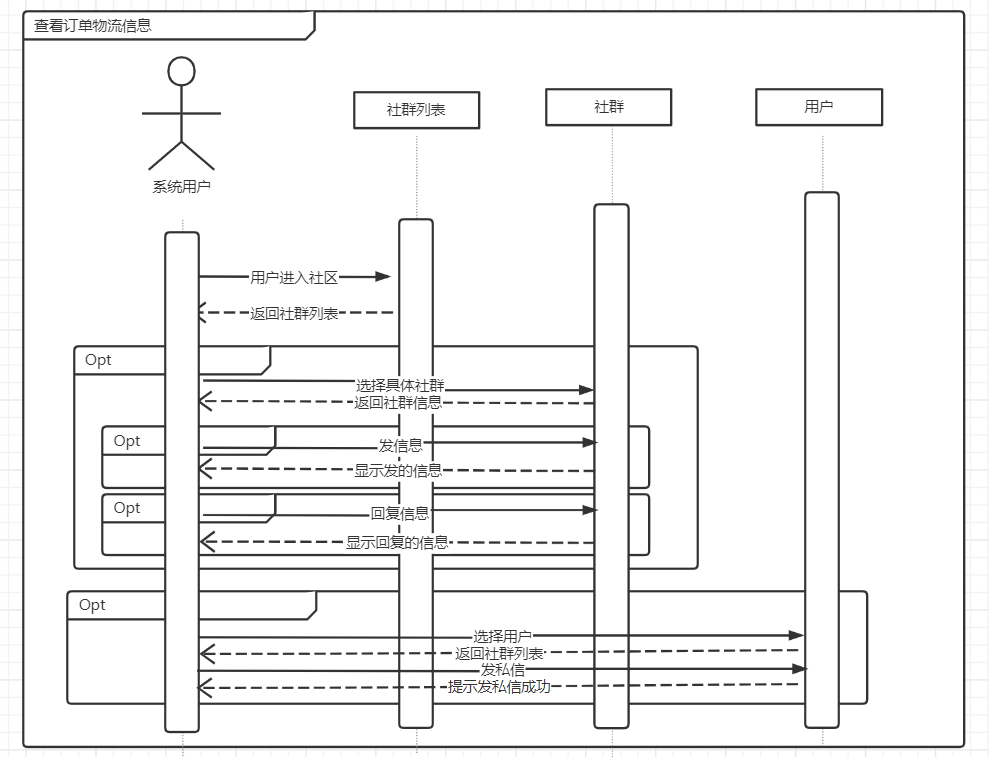 查看订单物流信息
社群列表
社群
用户
系统用户
用户进入社区
返回社群列表
Opt
选择具体社群
返回社群信息
Opt
发信息
显示发的信息
Opt
回复信息
显示回复的信息
Opt
选择用户
返回社群列表
发私信
提示发私信成功